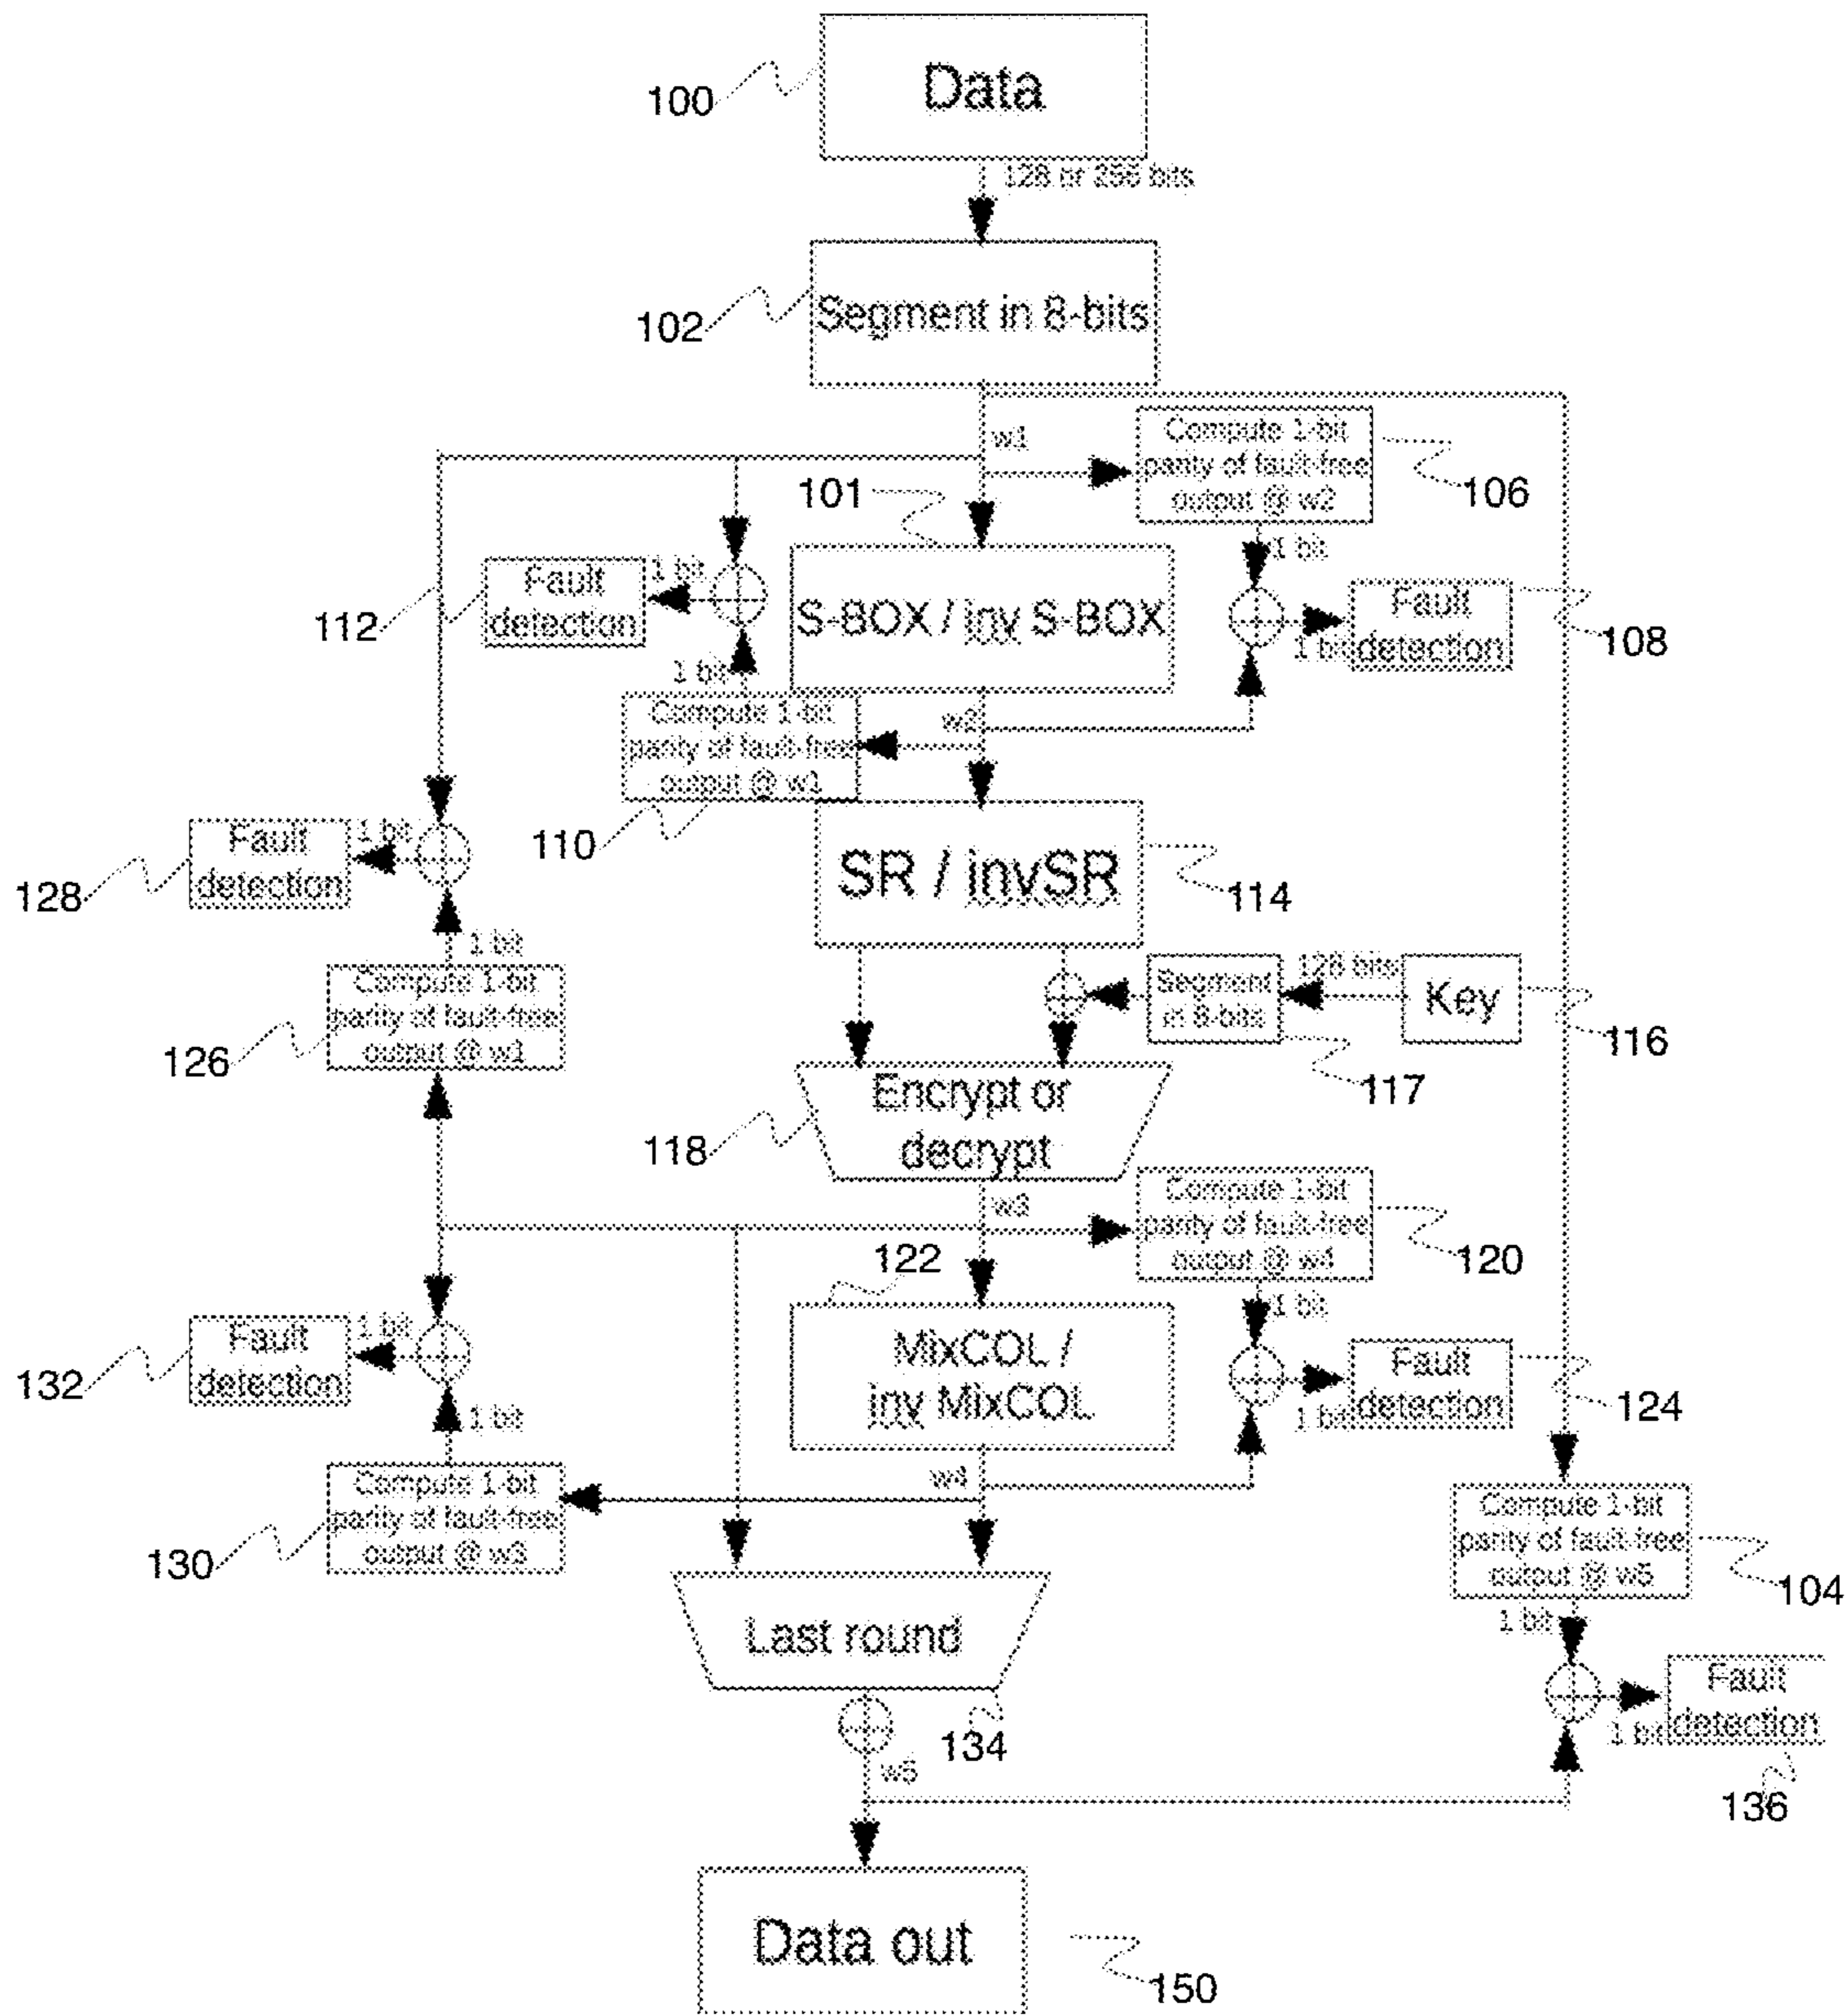 Data
100
128 or 256 bits
Segment in 8-bits
102
w1
Compute 1-bit
parity of fault-free
output @ w2
106
101
1 bit
Fault
detection
1 bit
112
S-BOX / inv S-BOX
Fault
detection
1 bit
108
1 bit
Compute 1-bit
parity of fault-free
output @ w1
w2
110
Fault
detection
1 bit
128
SR / invSR
114
1 bit
Compute 1-bit
parity of fault-free
output @ w1
126
Segment
in 8-bits
128 bits
Key
116
117
Encrypt or
decrypt
118
w3
Compute 1-bit
parity of fault-free
output @ w4
120
122
1 bit
Fault
detection
1 bit
132
MixCOL /
inv MixCOL
Fault
detection
1 bit
124
1 bit
w4
Compute 1-bit
parity of fault-free
output @ w3
130
Compute 1-bit
parity of fault-free
output @ w5
104
Last round
1 bit
134
Fault
detection
1 bit
136
w5
Data out
150